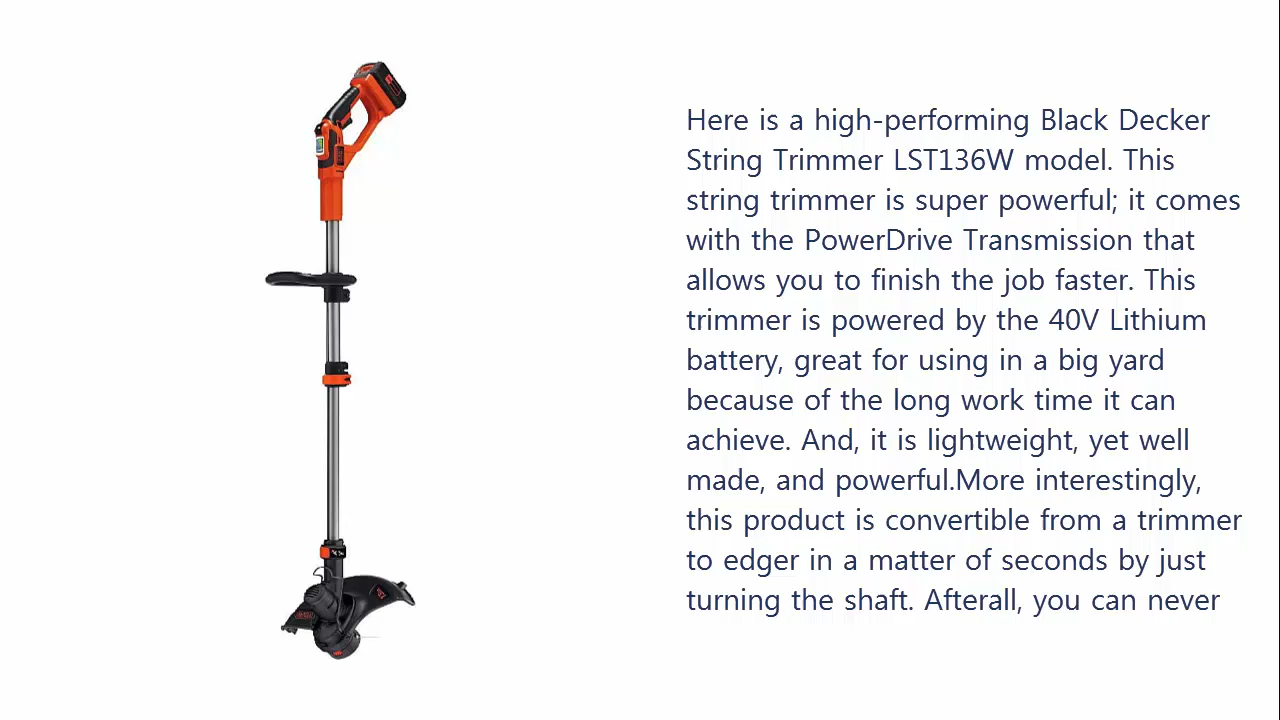 Here is a high-performing Black Decker
String Trimmer LST136W model. This
string trimmer is super powerful; it comes
with the PowerDrive Transmission that
allows you to finish the job faster. This
trimmer is powered by the 40V Lithium
battery, great for using in a big yard
because of the long work time it can
achieve. And, it is lightweight, yet well
made, and powerful.More interestingly,
this product is convertible from a trimmer
to edger in a matter of seconds by just
turning the shaft. Afterall, you can never